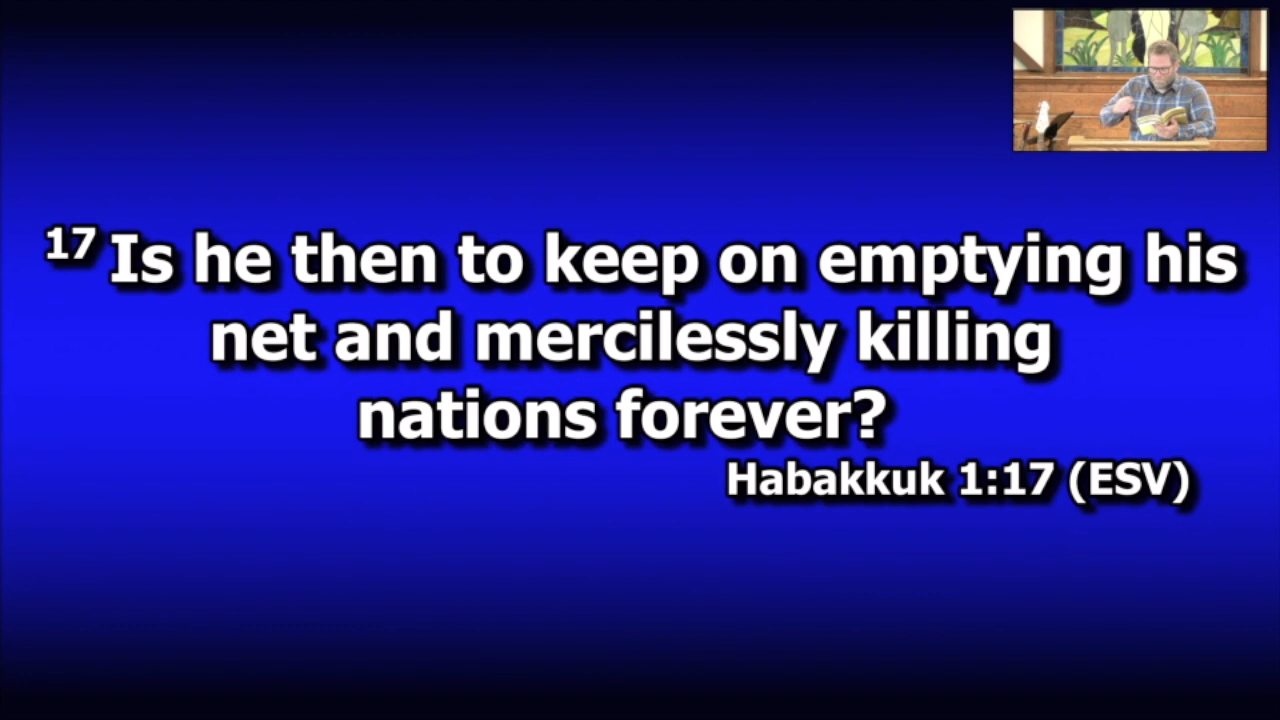 17 Is he then to keep on emptying his
net and mercilessly killing
nations forever?
Habakkuk 1:17 (ESV)